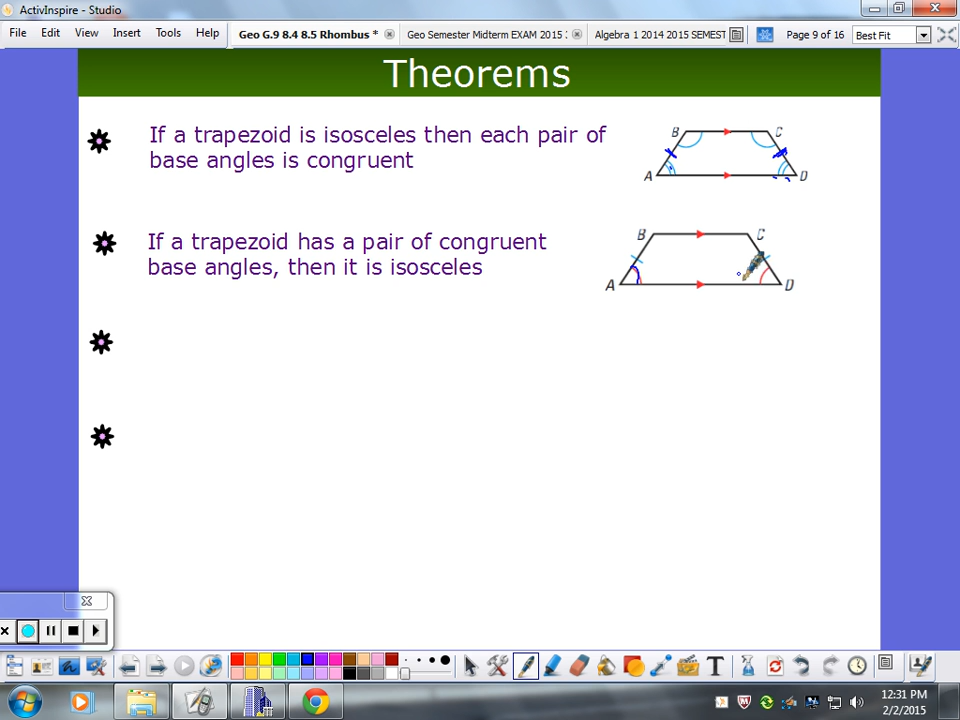 ActivInspire - Studio
File Edit View Insert Tools Help
Geo G.9 8.4 8.5 Rhombus *
Geo Semester Midterm EXAM 2015
Algebra 1 2014 2015 SEMEST
Page 9 of 16
Best Fit
Theorems
If a trapezoid is isosceles then each pair of
base angles is congruent
B C
A D
If a trapezoid has a pair of congruent
base angles, then it is isosceles
B C
A D
T
12:31 PM
2/2/2015